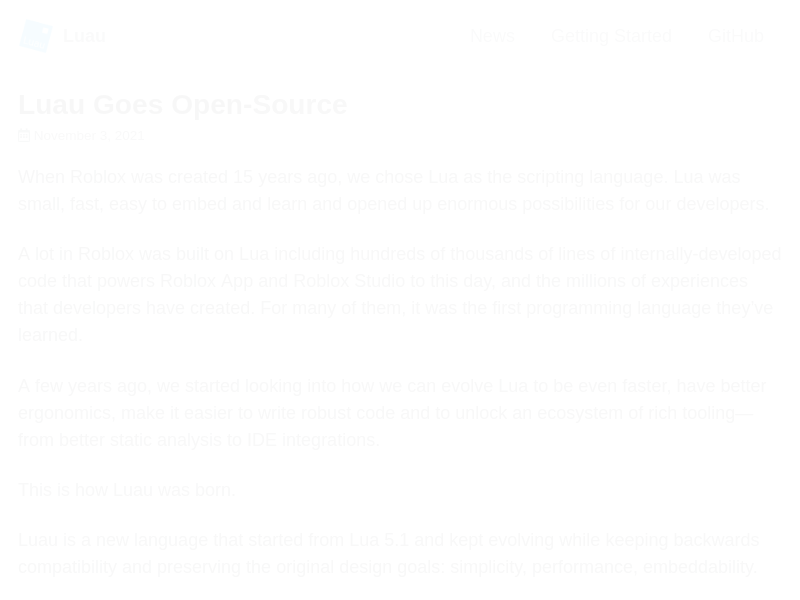 Luau
News
Getting Started
GitHub
Luau Goes Open-Source
November 3, 2021
When Roblox was created 15 years ago, we chose Lua as the scripting language. Lua was
small, fast, easy to embed and learn and opened up enormous possibilities for our developers.
A lot in Roblox was built on Lua including hundreds of thousands of lines of internally-developed
code that powers Roblox App and Roblox Studio to this day, and the millions of experiences
that developers have created. For many of them, it was the first programming language they've
learned.
A few years ago, we started looking into how we can evolve Lua to be even faster, have better
ergonomics, make it easier to write robust code and to unlock an ecosystem of rich tooling—
from better static analysis to IDE integrations.
This is how Luau was born.
Luau is a new language that started from Lua 5.1 and kept evolving while keeping backwards
compatibility and preserving the original design goals: simplicity, performance, embeddability.